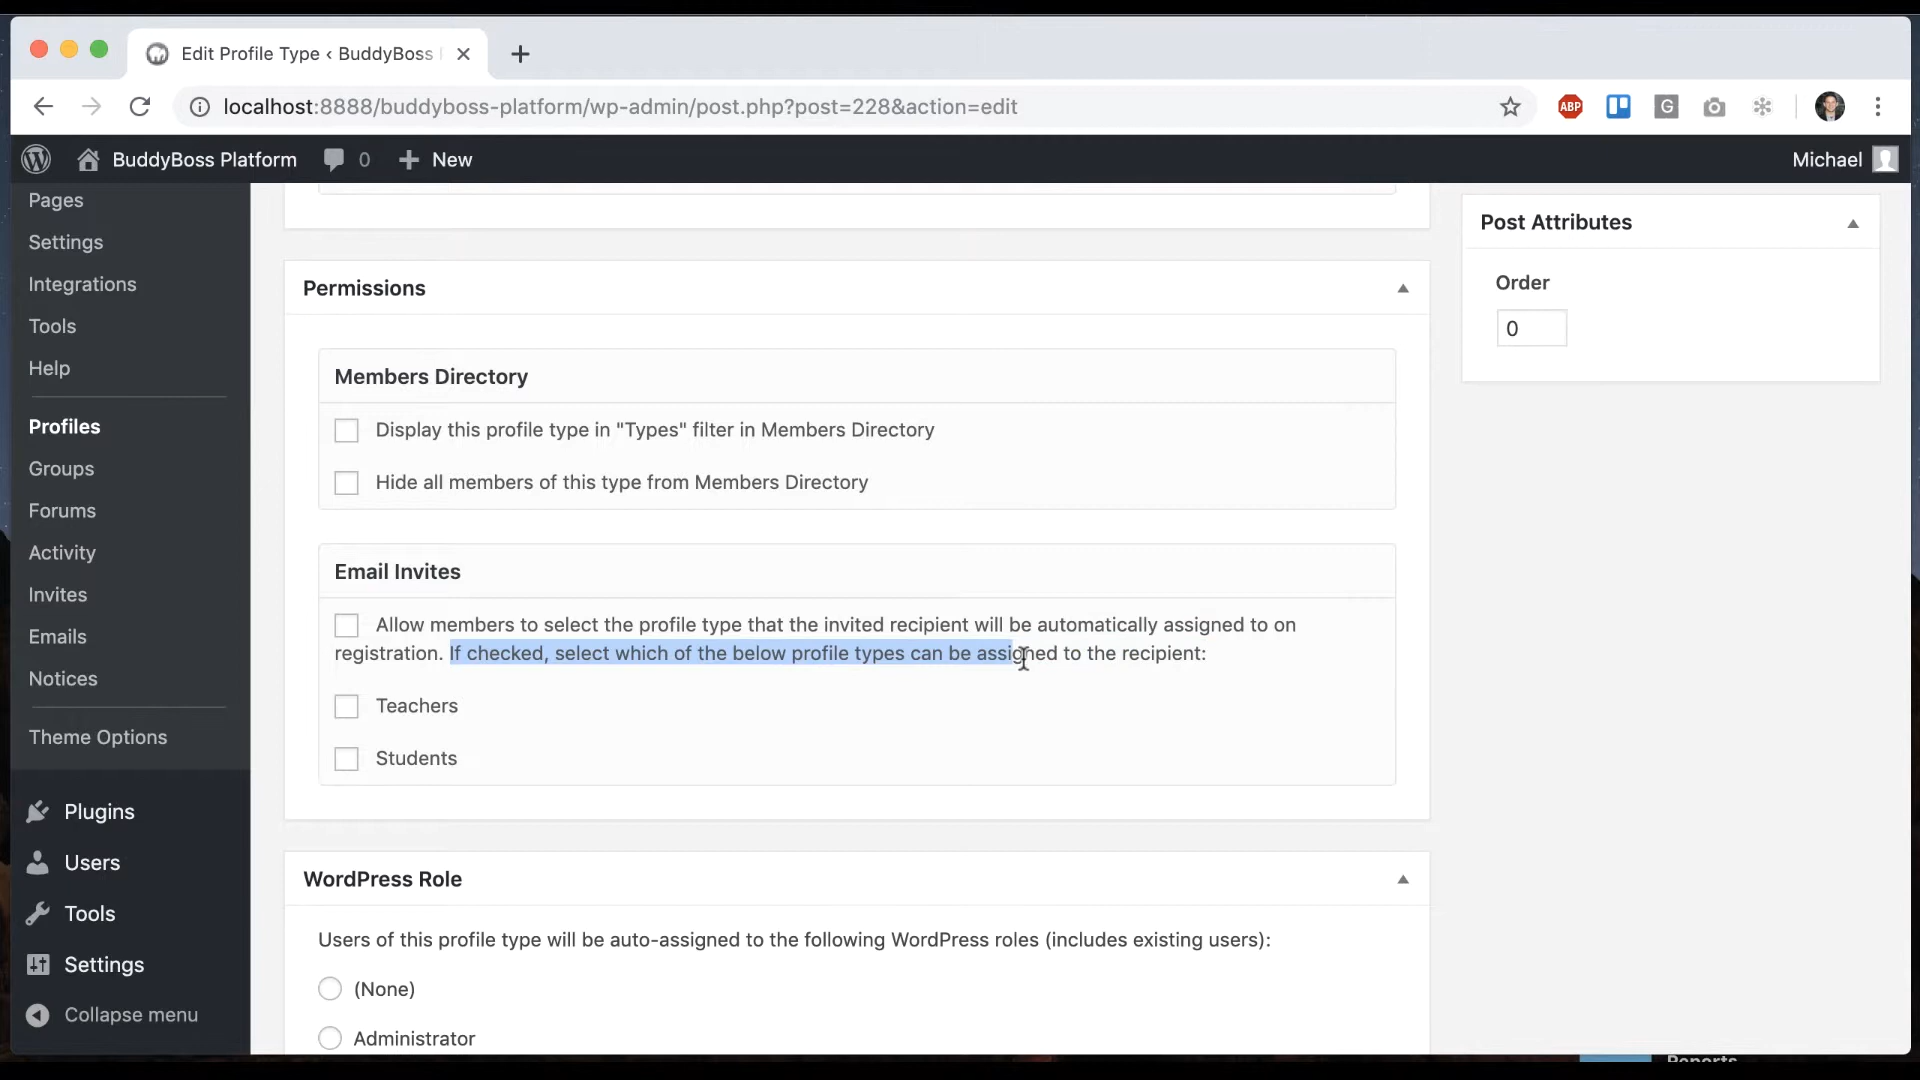 Edit Profile Type ‹ BuddyBoss
localhost:8888/buddyboss-platform/wp-admin/post.php?post=228&action=edit
ABP
G
BuddyBoss Platform
0
New
Michael
Pages
Settings
Integrations
Tools
Help
Profiles
Groups
Forums
Activity
Invites
Emails
Notices
Theme Options
Plugins
Users
Tools
Settings
Collapse menu
Permissions
Members Directory
Display this profile type in "Types" filter in Members Directory
Hide all members of this type from Members Directory
Email Invites
Allow members to select the profile type that the invited recipient will be automatically assigned to on
registration. If checked, select which of the below profile types can be assigned to the recipient:
Teachers
Students
WordPress Role
Users of this profile type will be auto-assigned to the following WordPress roles (includes existing users):
(None)
Administrator
Post Attributes
Order
0